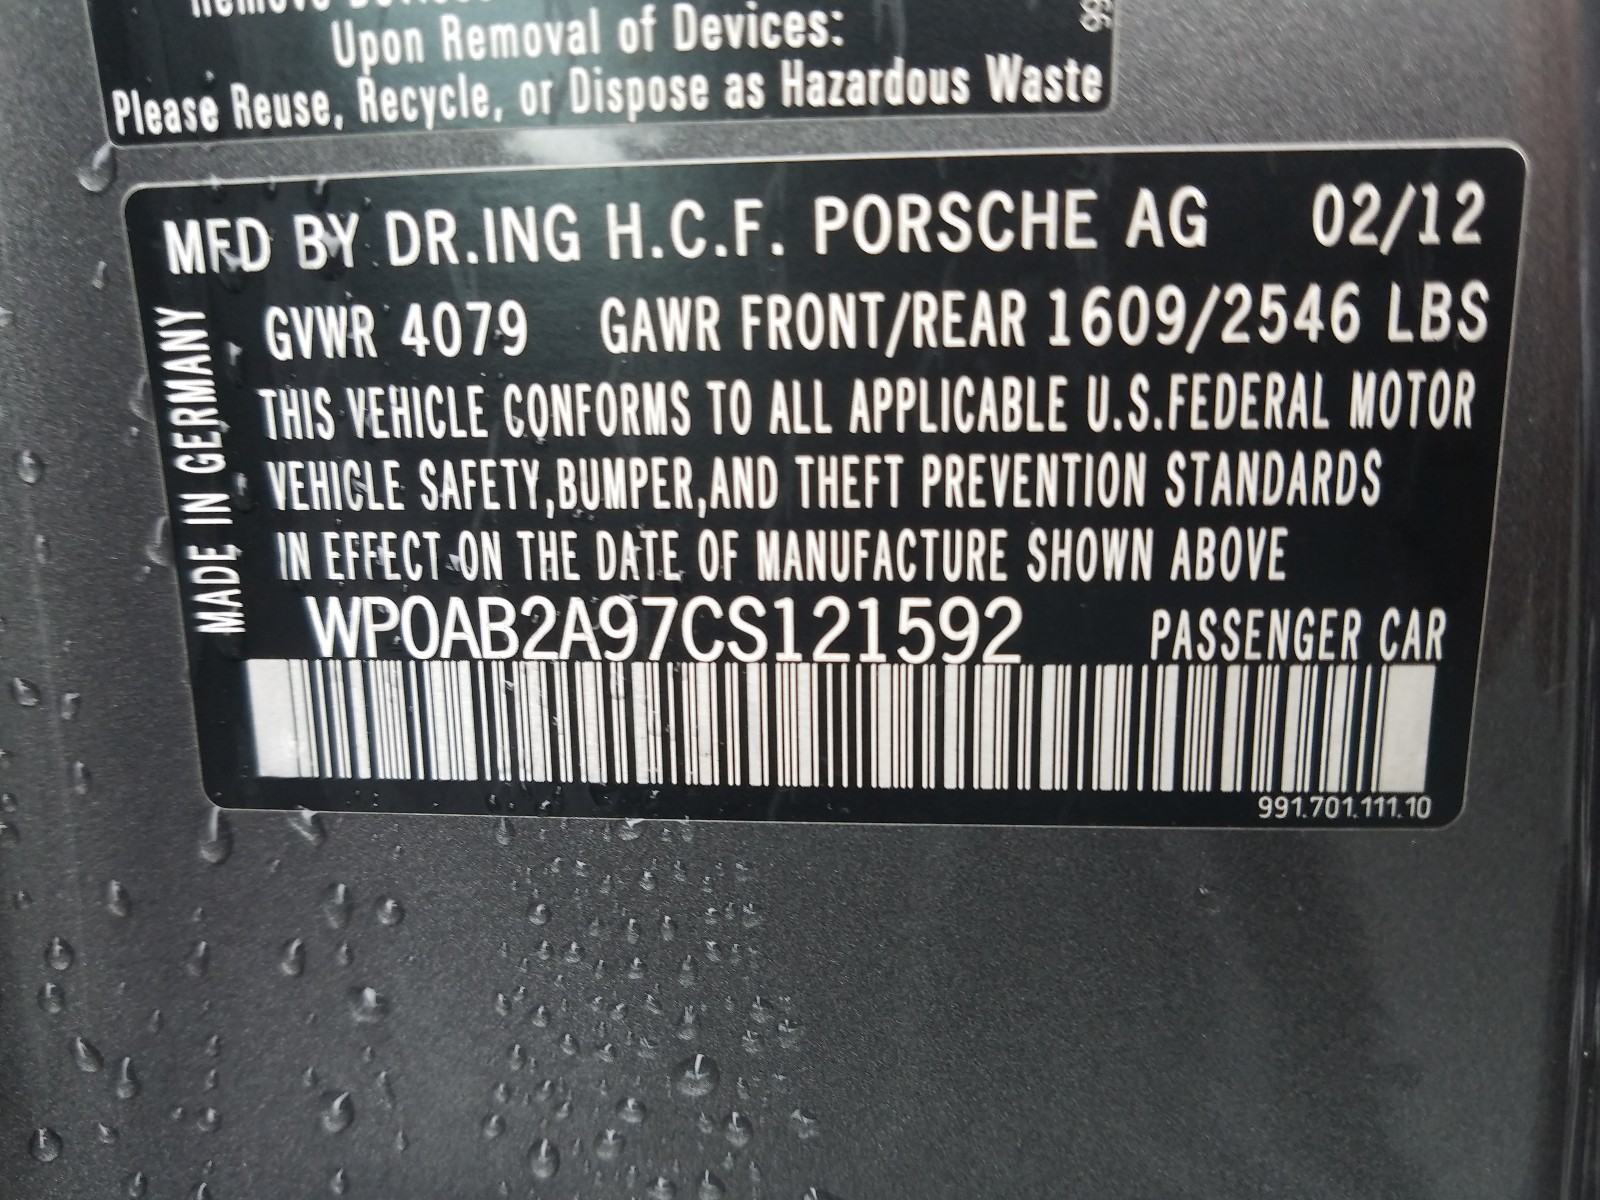 Remove Devices
Upon Removal of Devices:
Please Reuse, Recycle, or Dispose as Hazardous Waste
99
MFD BY DR.ING H.C.F. PORSCHE AG 02/12
GVWR 4079 GAWR FRONT/REAR 1609/2546 LBS
THIS VEHICLE CONFORMS TO ALL APPLICABLE U.S.FEDERAL MOTOR
VEHICLE SAFETY,BUMPER,AND THEFT PREVENTION STANDARDS
IN EFFECT ON THE DATE OF MANUFACTURE SHOWN ABOVE
WP0AB2A97CS121592 PASSENGER CAR
991.701.111.10
MADE IN GERMANY